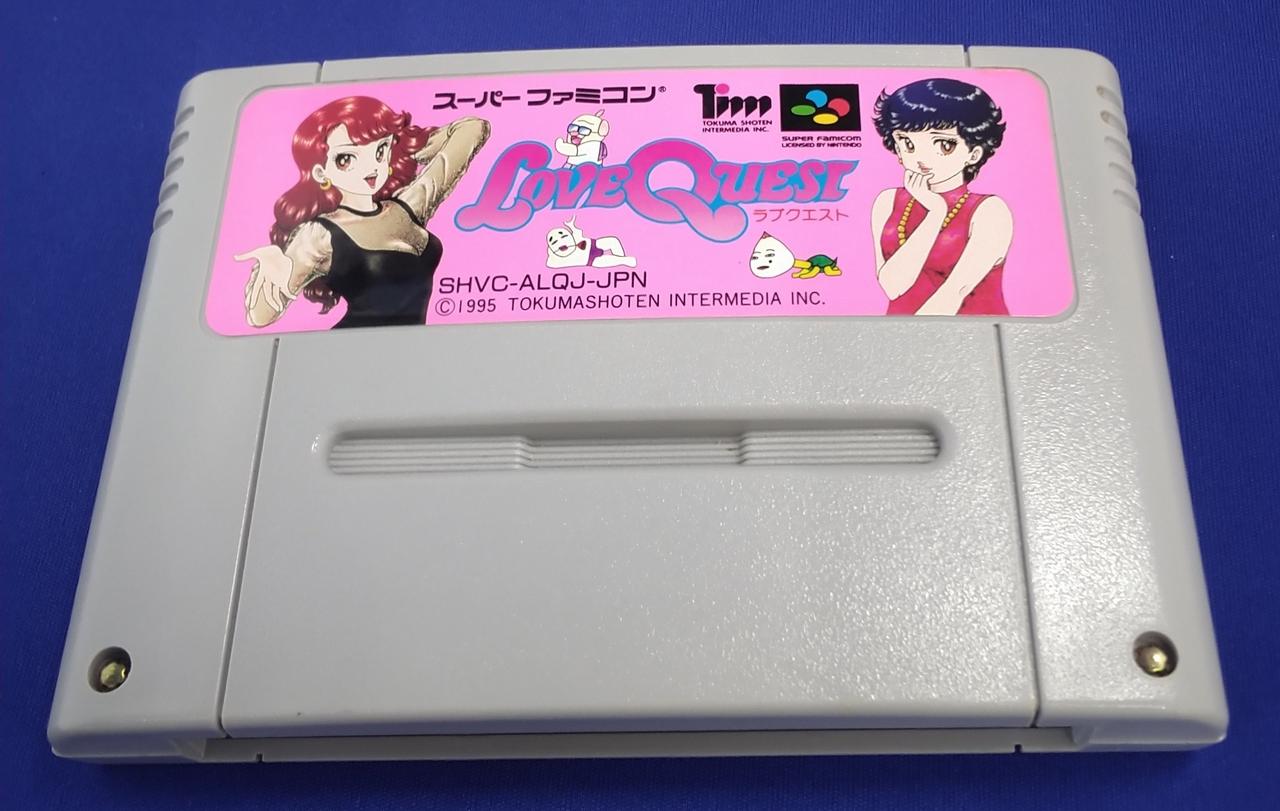 スーパーファミコン®
Tim
TOKUMA SHOTEN
INTERMEDIA INC.
SUPER FAMICOM
LICENSED BY NINTENDO
LOVE QUEST
ラブクエスト
SHVC-ALQJ-JPN
©1995 TOKUMASHOTEN INTERMEDIA INC.